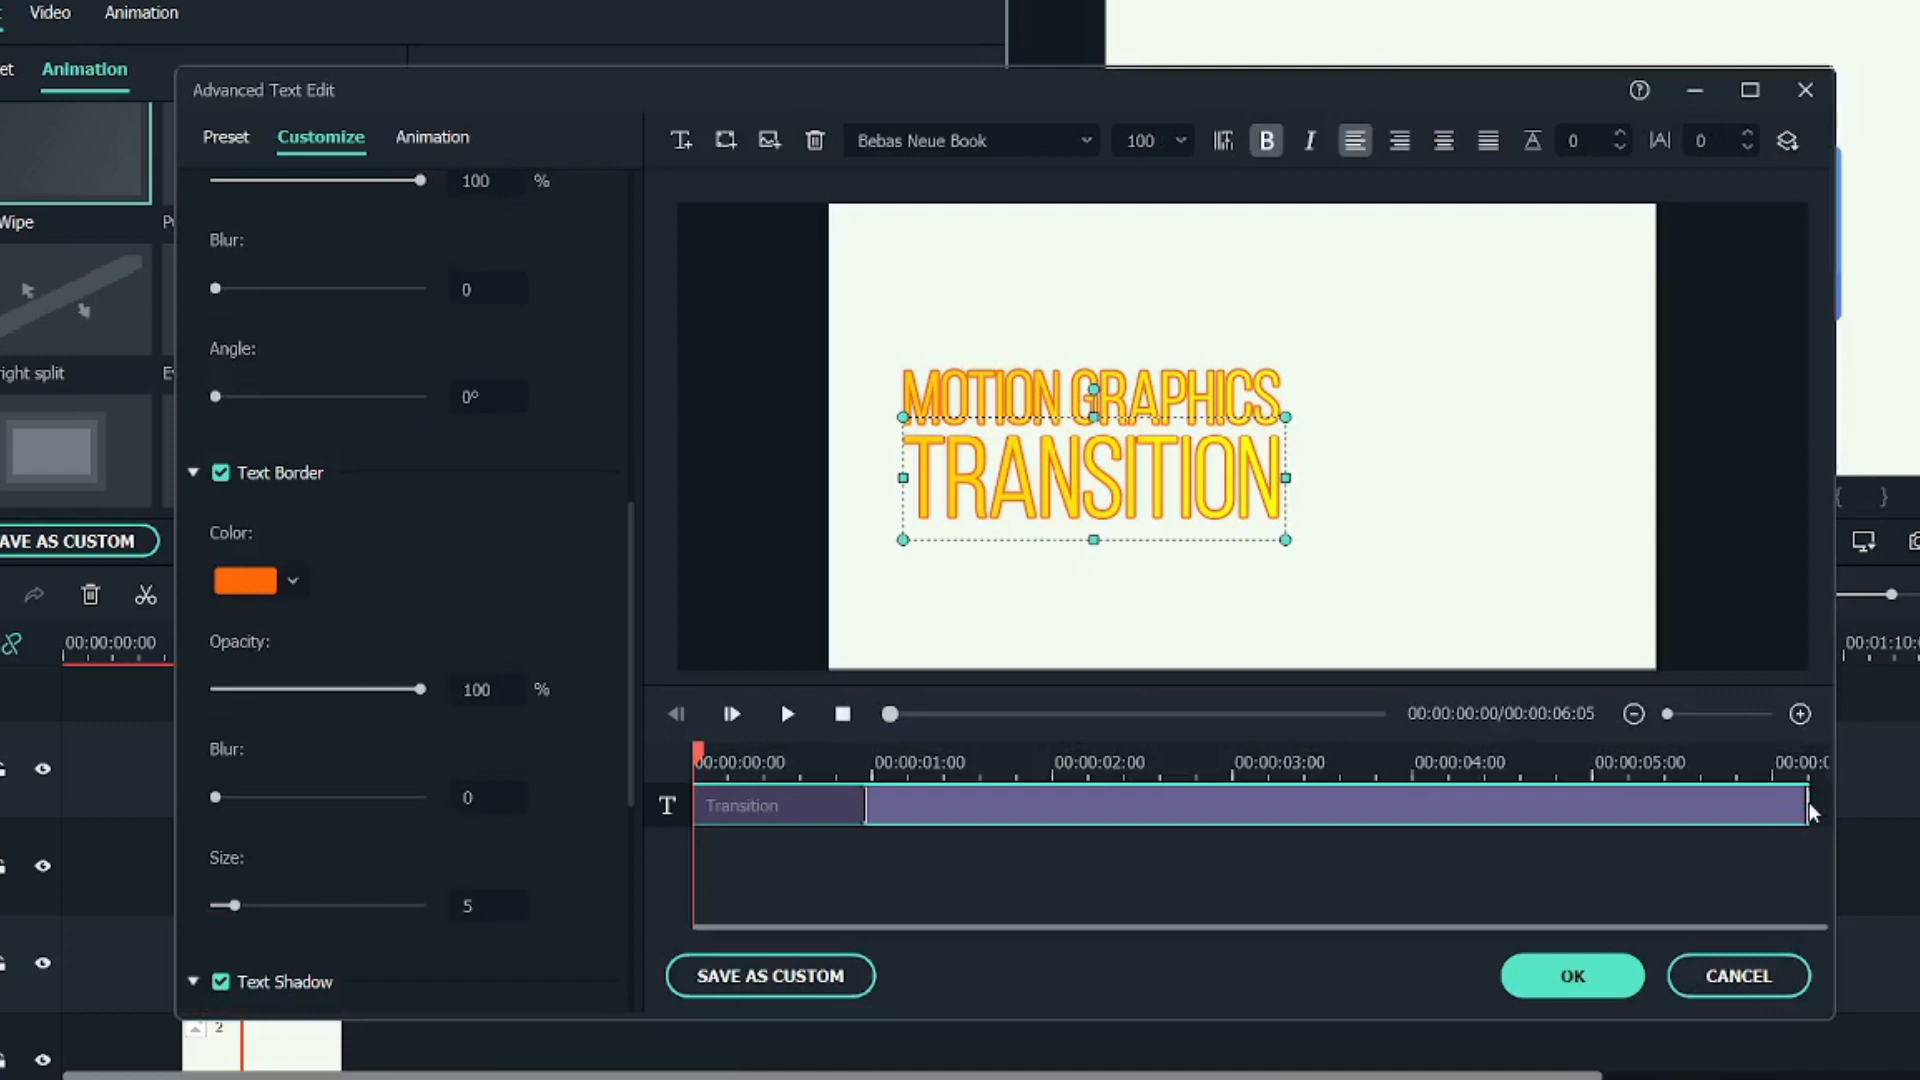 Video Animation
et Animation
Wipe
P
ight split
E
AVE AS CUSTOM
00:00:00:00
2
Advanced Text Edit
Preset Customize Animation
Bebas Neue Book 100 B I 0 0
100 %
Blur:
0
Angle:
0°
Text Border
Color:
Opacity:
100 %
Blur:
0
Size:
5
Text Shadow
MOTION GRAPHICS
TRANSITION
00:00:00:00/00:00:06:05
00:00:00:00 00:00:01:00 00:00:02:00 00:00:03:00 00:00:04:00 00:00:05:00 00:00:0
T Transition
SAVE AS CUSTOM OK CANCEL
{ }
00:01:10: